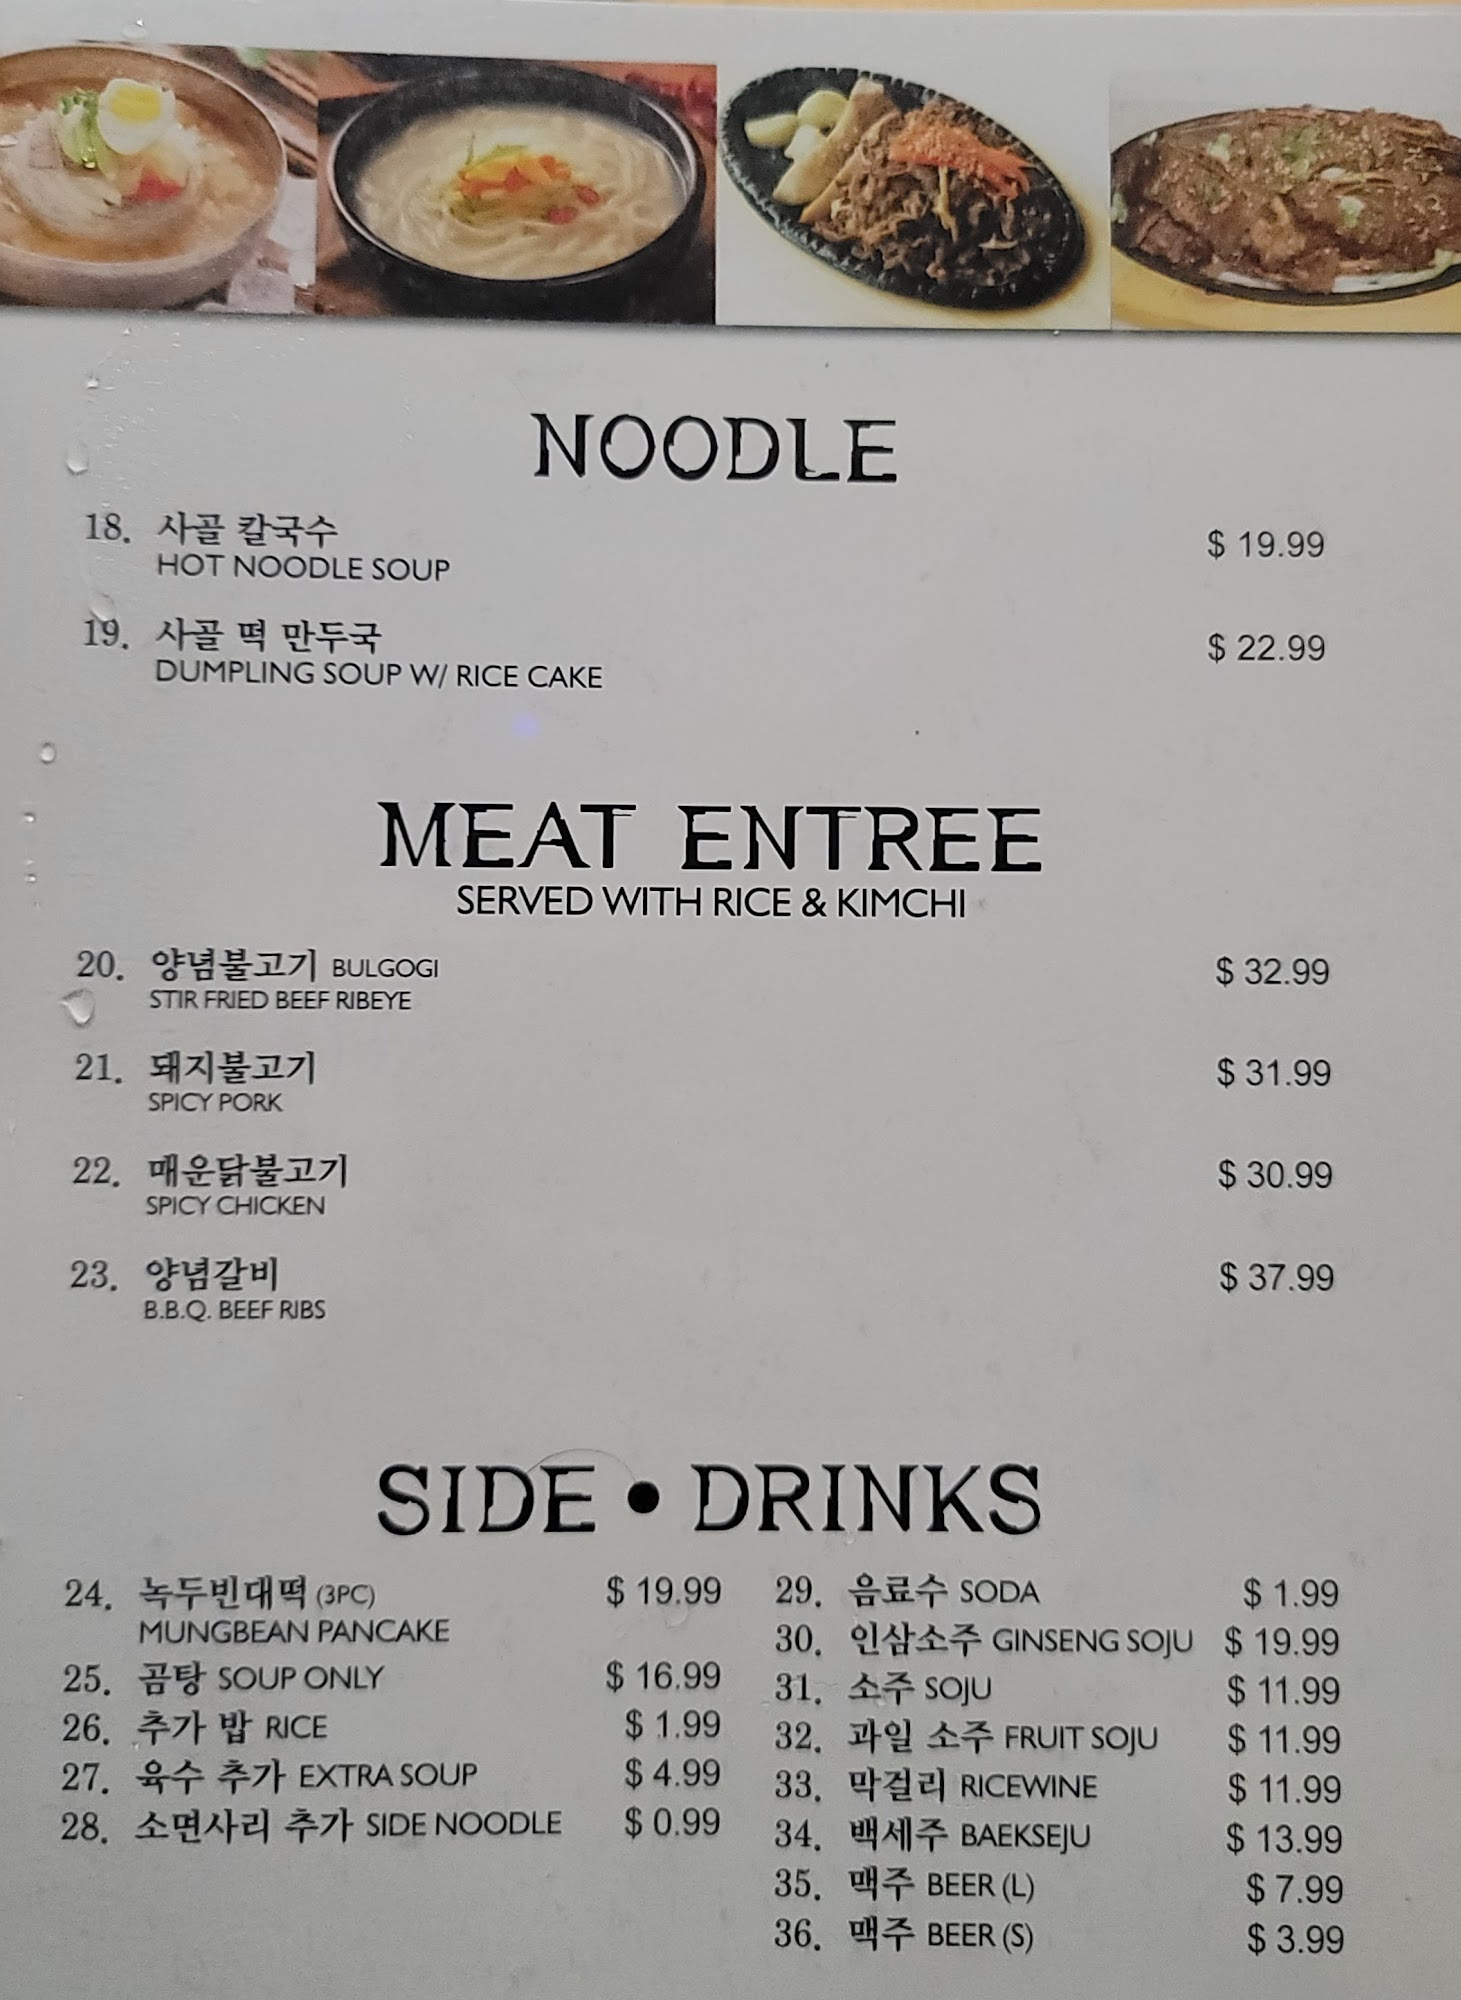 NOODLE
18. 사골 칼국수 $ 19.99
HOT NOODLE SOUP
19. 사골 떡 만두국 $ 22.99
DUMPLING SOUP W/ RICE CAKE
MEAT ENTREE
SERVED WITH RICE & KIMCHI
20. 양념불고기 BULGOGI $ 32.99
STIR FRIED BEEF RIBEYE
21. 돼지불고기 $ 31.99
SPICY PORK
22. 매운닭불고기 $ 30.99
SPICY CHICKEN
23. 양념갈비 $ 37.99
B.B.Q. BEEF RIBS
SIDE • DRINKS
24. 녹두빈대떡 (3PC) $ 19.99
MUNGBEAN PANCAKE
25. 곰탕 SOUP ONLY $ 16.99
26. 추가 밥 RICE $ 1.99
27. 육수 추가 EXTRA SOUP $ 4.99
28. 소면사리 추가 SIDE NOODLE $ 0.99
29. 음료수 SODA $ 1.99
30. 인삼소주 GINSENG SOJU $ 19.99
31. 소주 SOJU $ 11.99
32. 과일 소주 FRUIT SOJU $ 11.99
33. 막걸리 RICEWINE $ 11.99
34. 백세주 BAEKSEJU $ 13.99
35. 맥주 BEER (L) $ 7.99
36. 맥주 BEER (S) $ 3.99